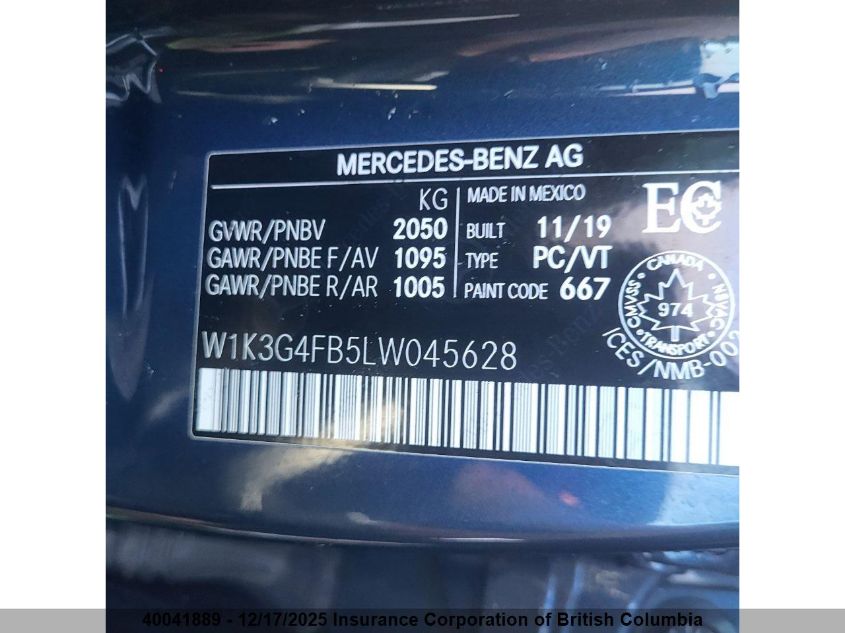 MERCEDES-BENZ AG
KG
GVWR/PNBV 2050
GAWR/PNBE F/AV 1095
GAWR/PNBE R/AR 1005
MADE IN MEXICO
BUILT 11/19
TYPE PC/VT
PAINT CODE 667
EC
CANADA
974
TRANSPORT
CMVSS
NSVAC
ICES/NMB-002
W1K3G4FB5LW045628
40041889 - 12/17/2025 Insurance Corporation of British Columbia